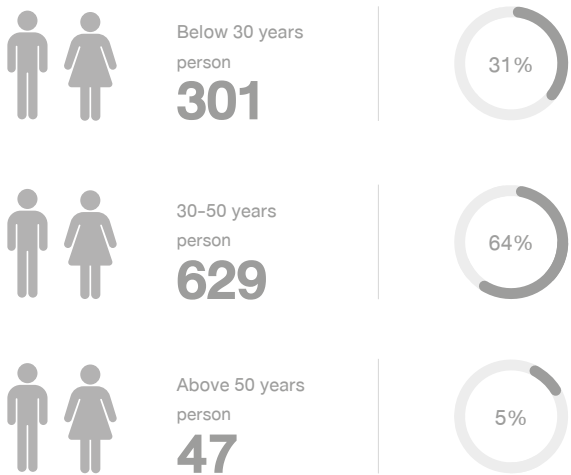 Below 30 years
person
301
31%
30–50 years
person
629
64%
Above 50 years
person
47
5%